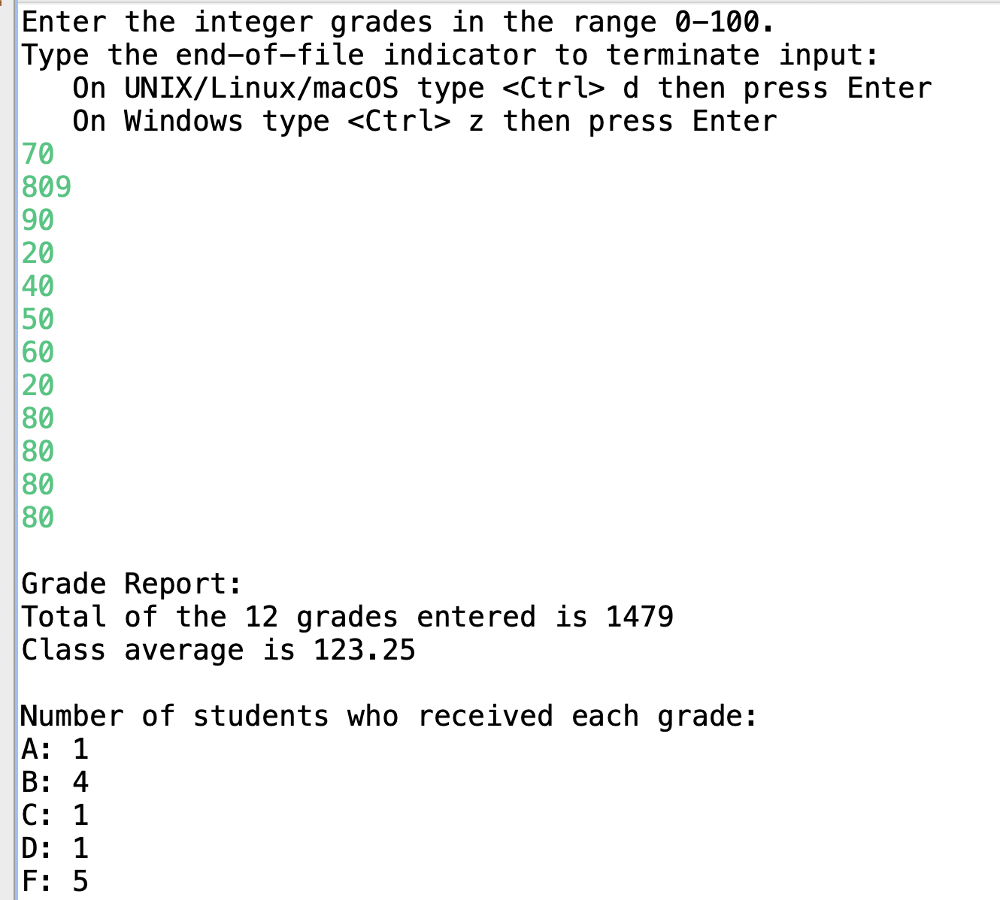 Enter the integer grades in the range 0-100.
Type the end-of-file indicator to terminate input:
   On UNIX/Linux/macOS type <Ctrl> d then press Enter
   On Windows type <Ctrl> z then press Enter
70
809
90
20
40
50
60
20
80
80
80
80

Grade Report:
Total of the 12 grades entered is 1479
Class average is 123.25

Number of students who received each grade:
A: 1
B: 4
C: 1
D: 1
F: 5